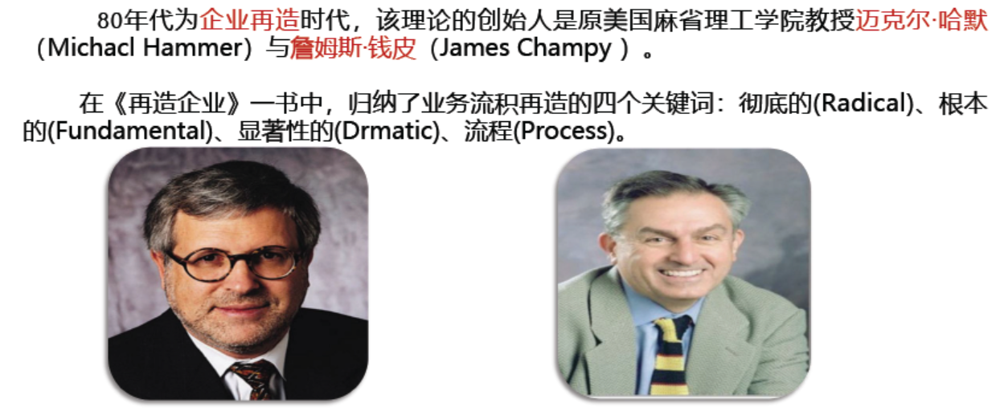 80年代为企业再造时代，该理论的创始人是原美国麻省理工学院教授迈克尔·哈默
（Michacl Hammer）与詹姆斯·钱皮（James Champy ）。
在《再造企业》一书中，归纳了业务流积再造的四个关键词：彻底的(Radical)、根本
的(Fundamental)、显著性的(Drmatic)、流程(Process)。